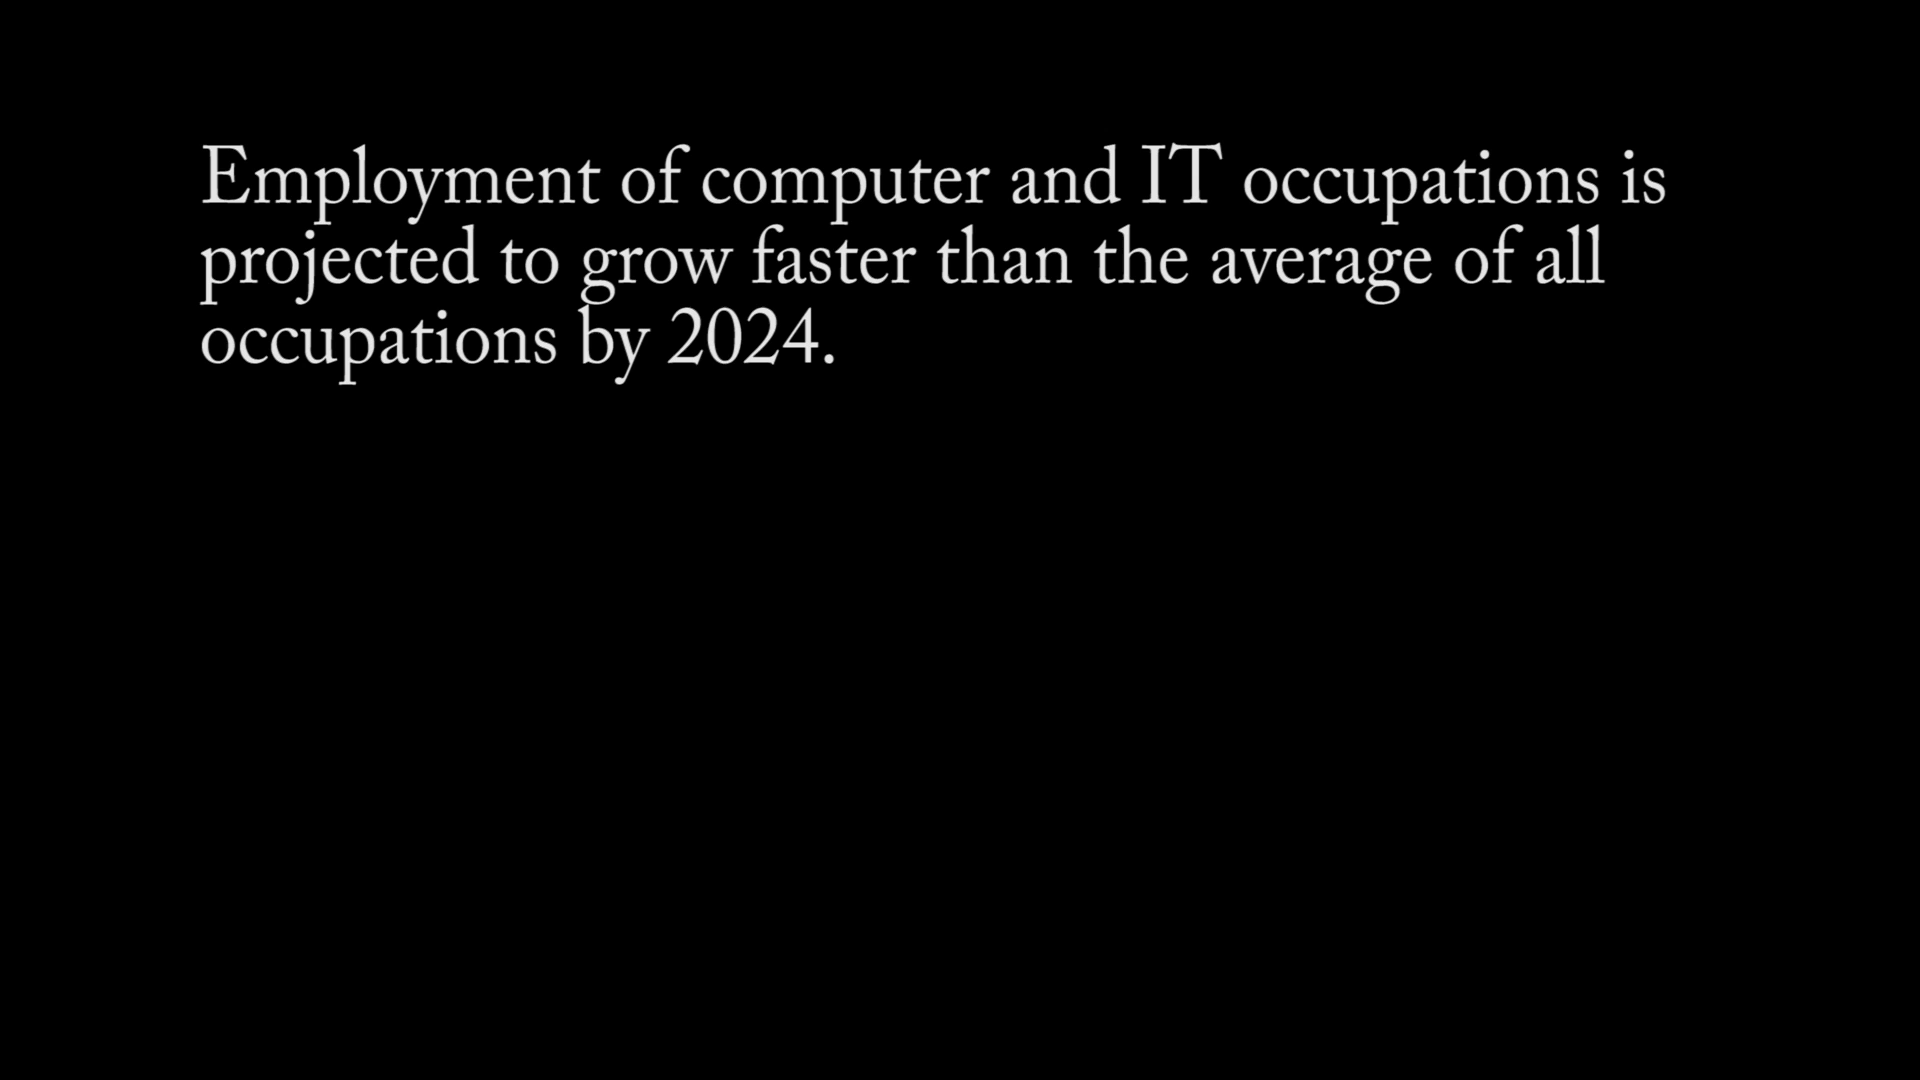 Employment of computer and IT occupations is
projected to grow faster than the average of all
occupations by 2024.